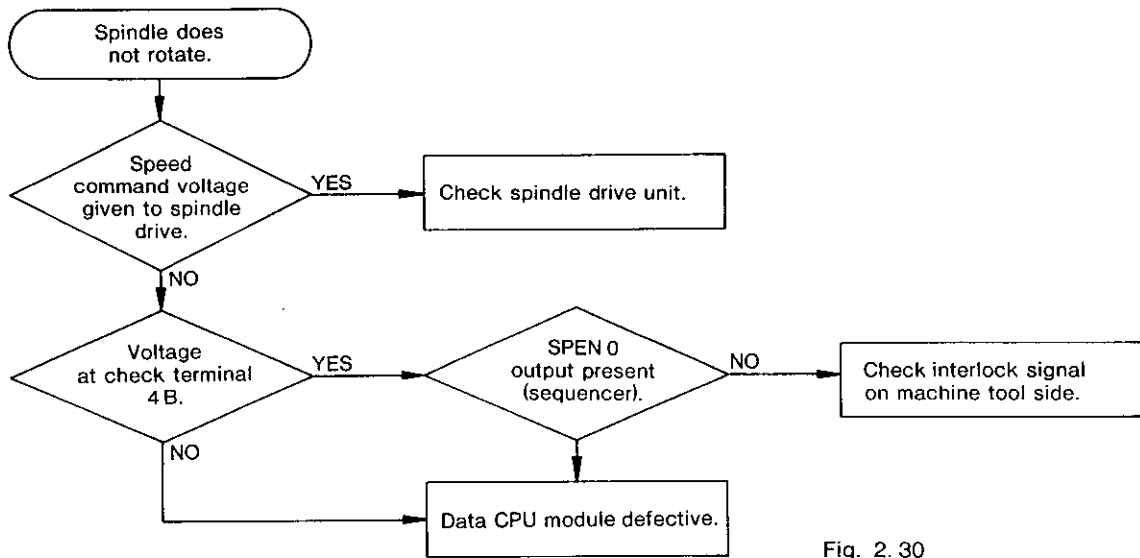 Spindle does
not rotate.
Speed
command voltage
given to spindle
drive.
YES
Check spindle drive unit.
NO
Voltage
at check terminal
4B.
YES
SPEN 0
output present
(sequencer).
NO
Check interlock signal
on machine tool side.
NO
Data CPU module defective.
Fig. 2. 30